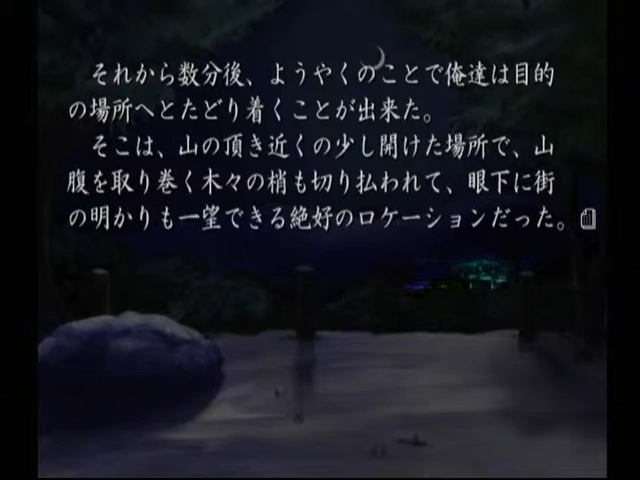 それから数分後、ようやくのことで俺達は目的
の場所へとたどり着くことが出来た。
そこは、山の頂き近くの少し開けた場所で、山
腹を取り巻く木々の梢も切り払われて、眼下に街
の明かりも一望できる絶好のロケーションだった。